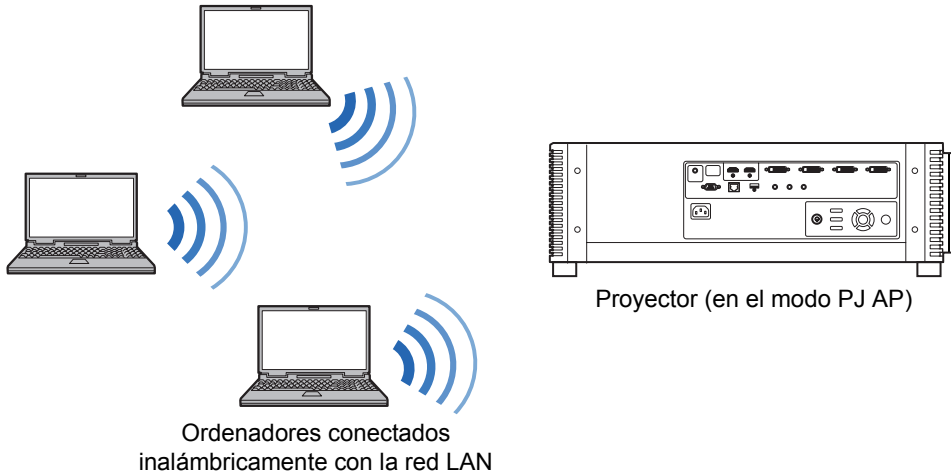 Proyector (en el modo PJ AP)
Ordenadores conectados
inalámbricamente con la red LAN